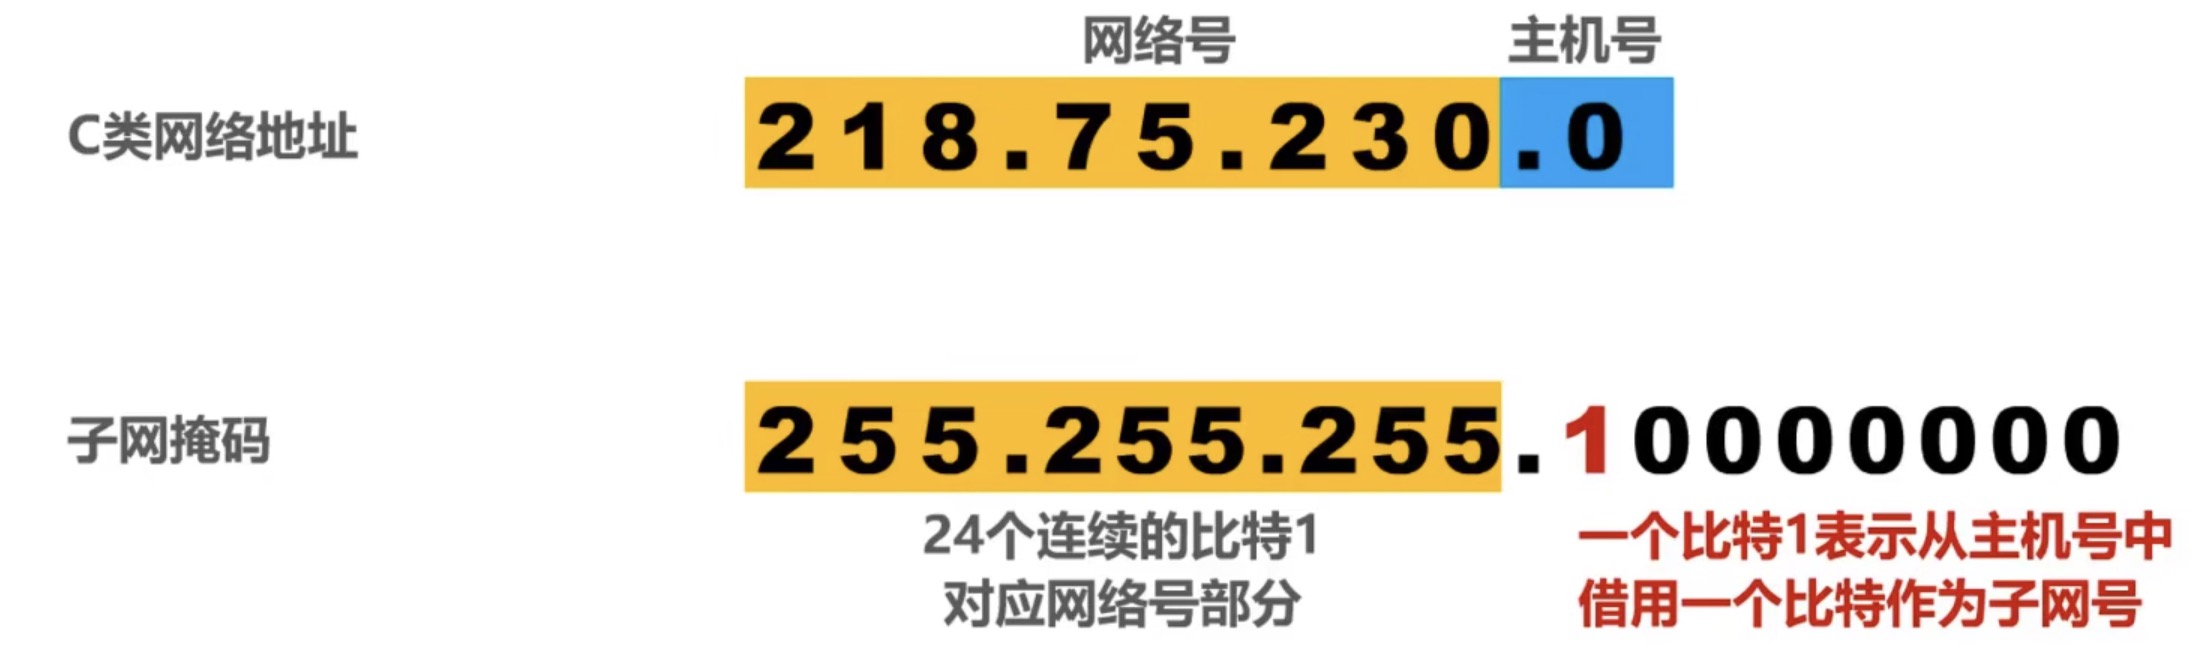 网络号 主机号
C类网络地址 218.75.230.0
子网掩码 255.255.255.10000000
24个连续的比特1
对应网络号部分
一个比特1表示从主机号中
借用一个比特作为子网号